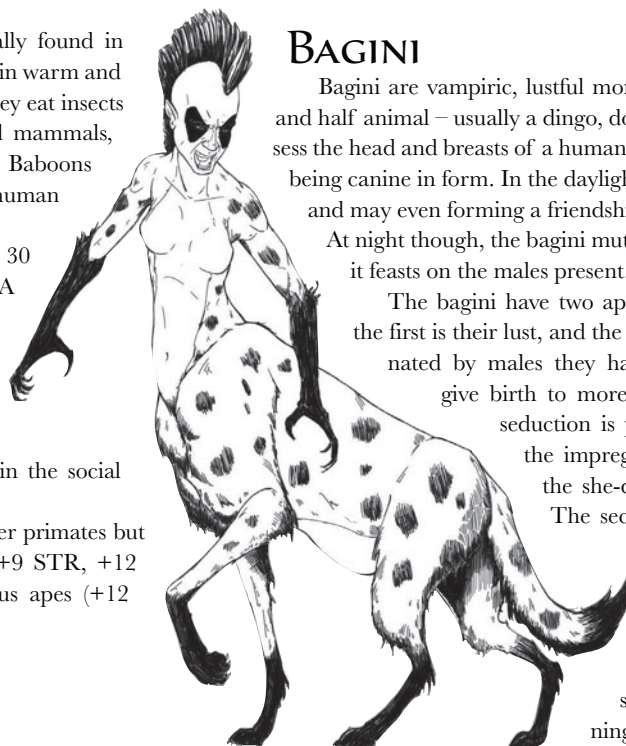 ally found in
in warm and
ey eat insects
mammals,
Baboons
uman
30
A
in the social
er primates but
+9 STR, +12
us apes (+12
BAGINI
Bagini are vampiric, lustful mo
and half animal – usually a dingo, do
sess the head and breasts of a human
being canine in form. In the dayligh
and may even forming a friendsh
At night though, the bagini mut
it feasts on the males present.
The bagini have two ap
the first is their lust, and the
nated by males they ha
give birth to more
seduction is
the impreg
the she-
The sec
s
ning